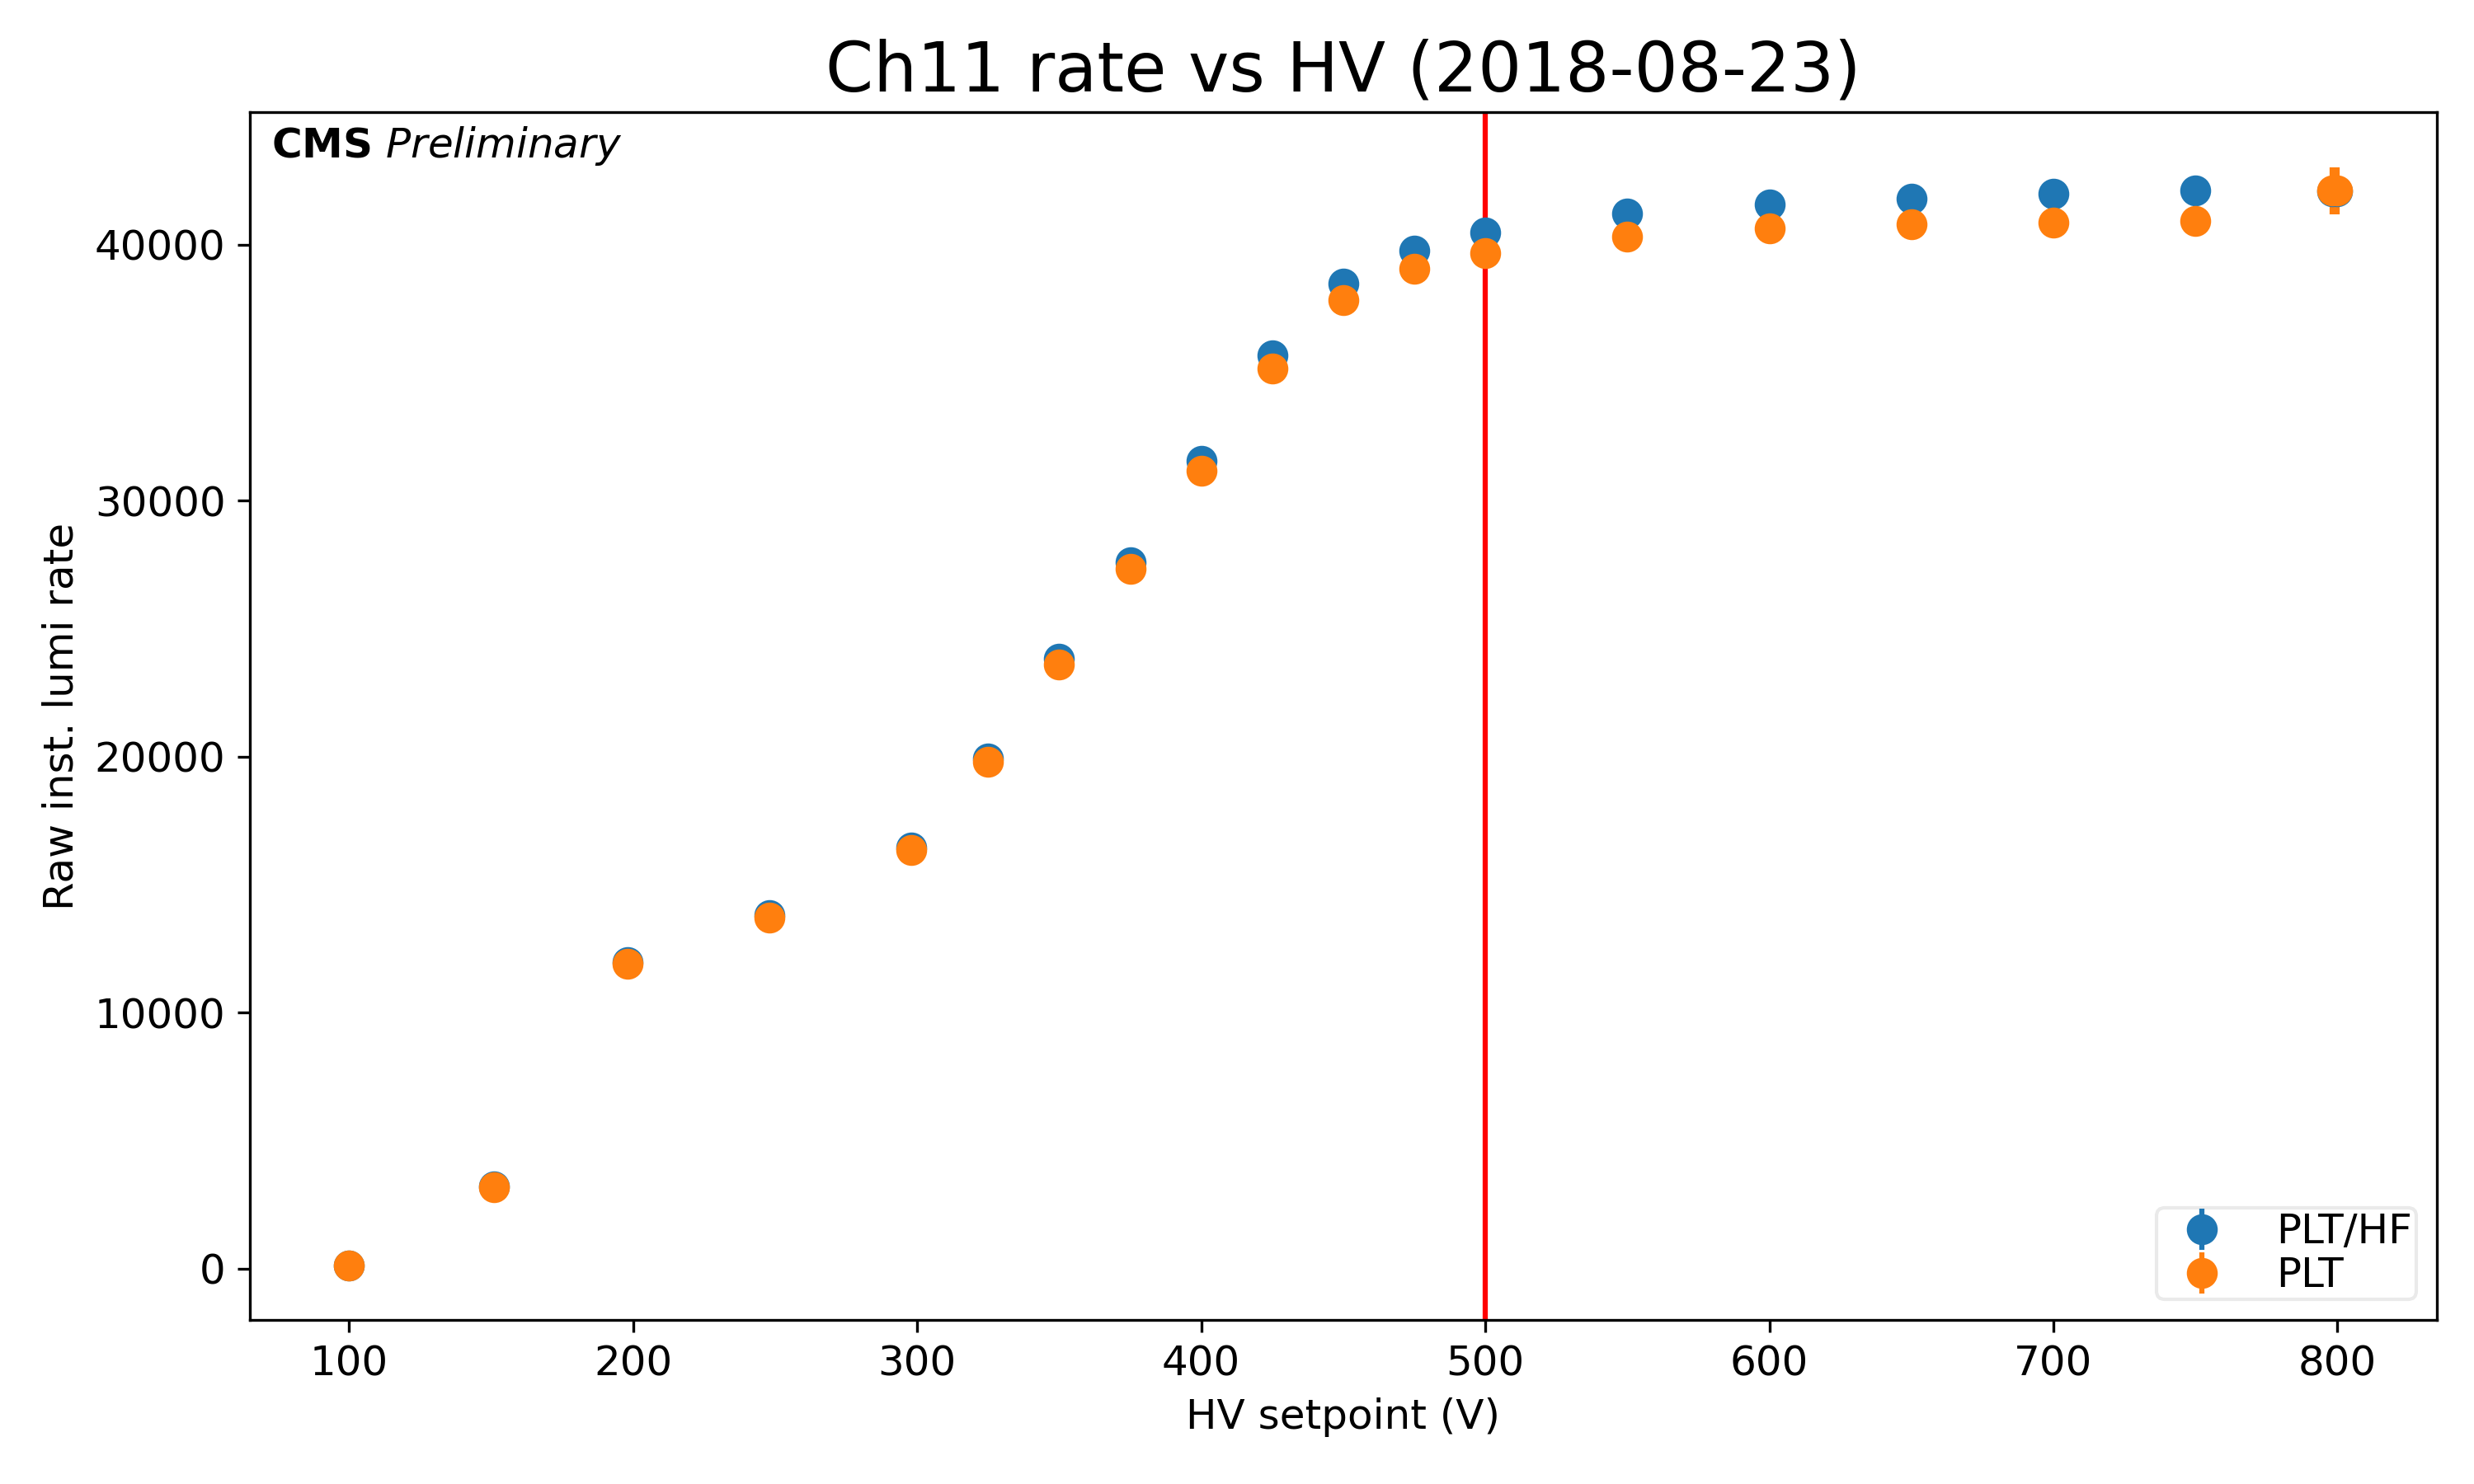 Ch11 rate vs HV (2018-08-23)
CMS Preliminary
Raw inst. lumi rate
40000
30000
20000
10000
0
100 200 300 400 500 600 700 800
HV setpoint (V)
PLT/HF
PLT